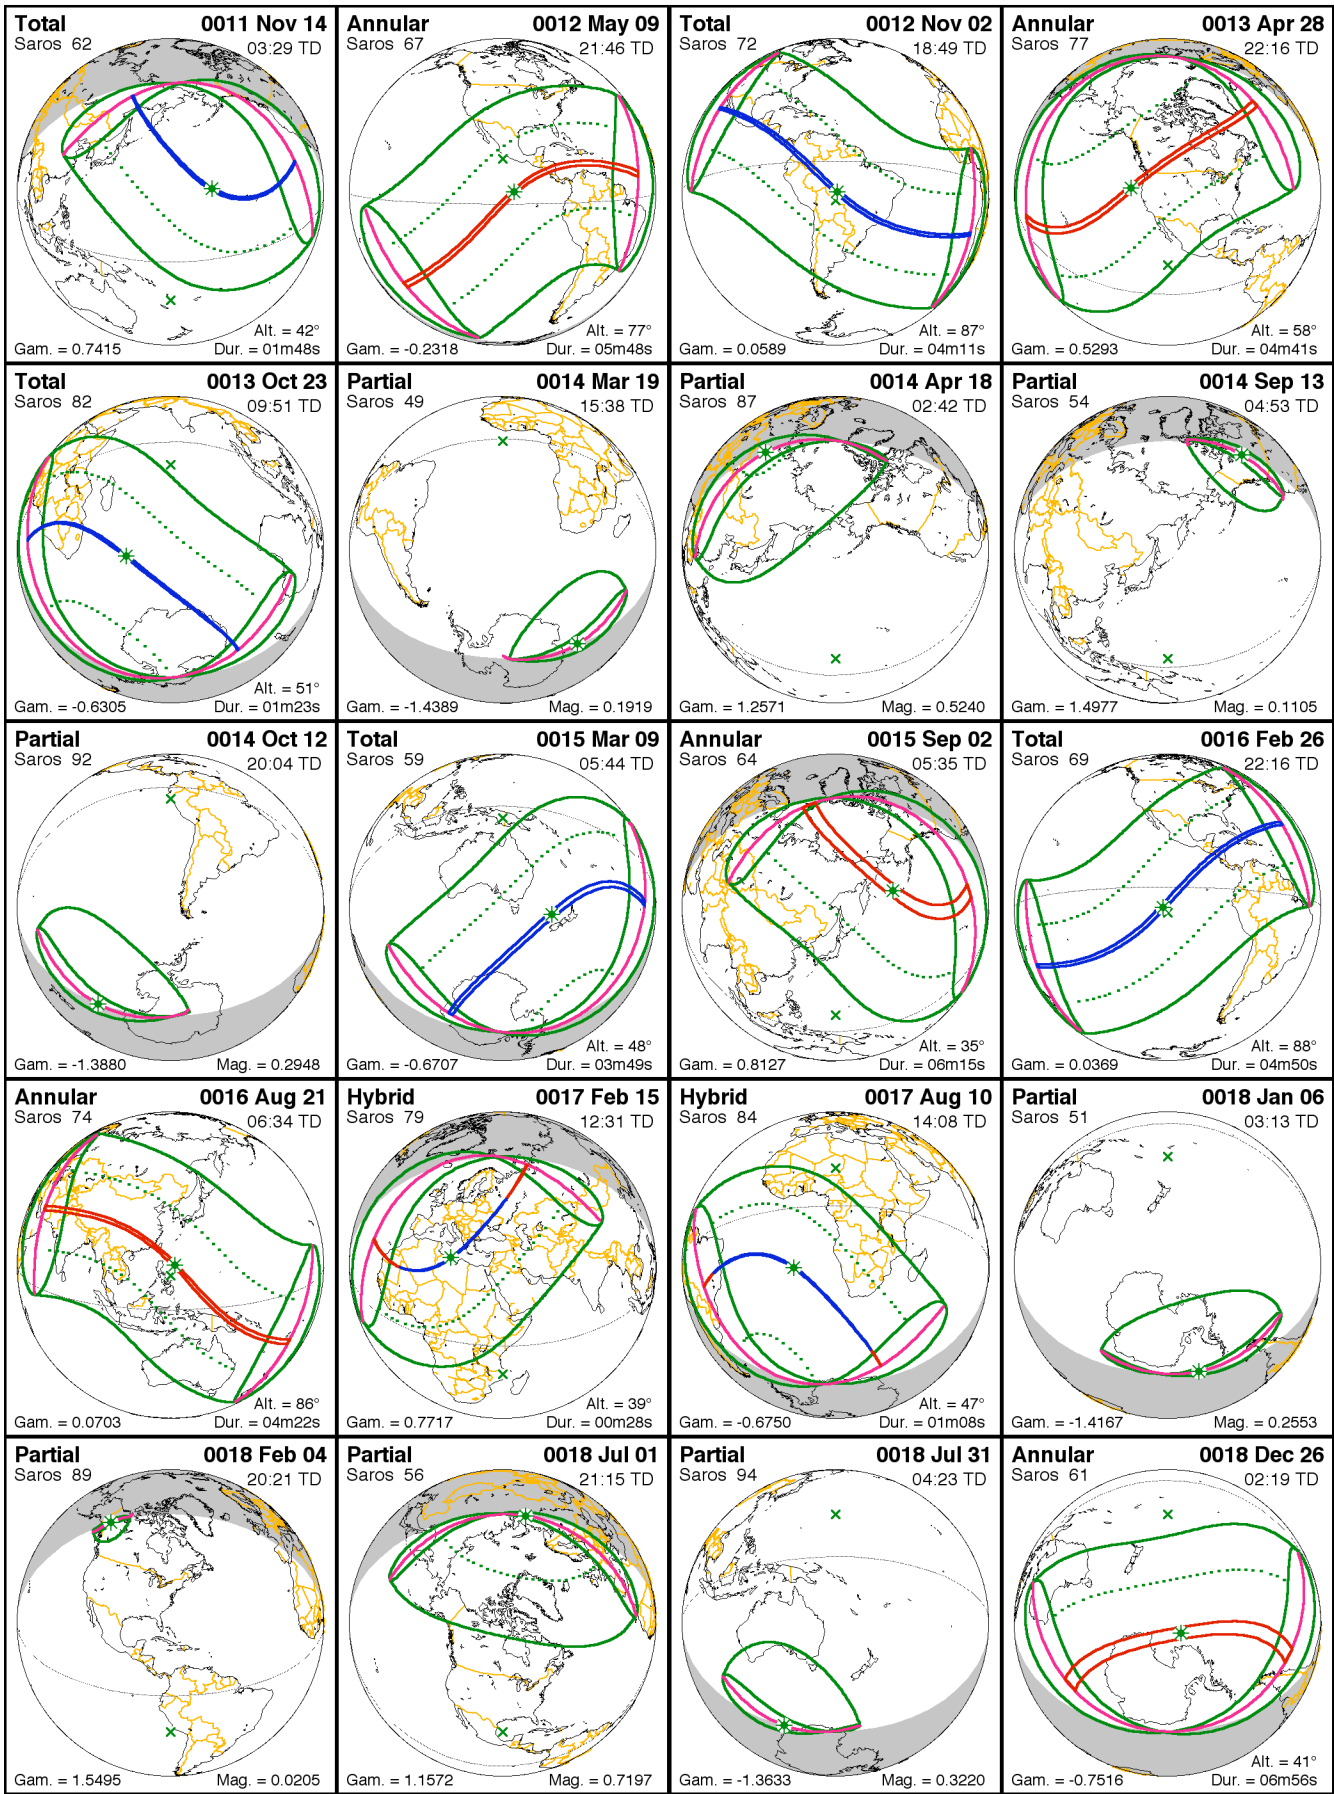 Total 0011 Nov 14
Saros 62 03:29 TD
Alt. = 42°
Gam. = 0.7415 Dur. = 01m48s
Annular 0012 May 09
Saros 67 21:46 TD
Alt. = 77°
Gam. = -0.2318 Dur. = 05m48s
Total 0012 Nov 02
Saros 72 18:49 TD
Alt. = 87°
Gam. = 0.0589 Dur. = 04m11s
Annular 0013 Apr 28
Saros 77 22:16 TD
Alt. = 58°
Gam. = 0.5293 Dur. = 04m41s
Total 0013 Oct 23
Saros 82 09:51 TD
Alt. = 51°
Gam. = -0.6305 Dur. = 01m23s
Partial 0014 Mar 19
Saros 49 15:38 TD
Gam. = -1.4389 Mag. = 0.1919
Partial 0014 Apr 18
Saros 87 02:42 TD
Gam. = 1.2571 Mag. = 0.5240
Partial 0014 Sep 13
Saros 54 04:53 TD
Gam. = 1.4977 Mag. = 0.1105
Partial 0014 Oct 12
Saros 92 20:04 TD
Gam. = -1.3880 Mag. = 0.2948
Total 0015 Mar 09
Saros 59 05:44 TD
Alt. = 48°
Gam. = -0.6707 Dur. = 03m49s
Annular 0015 Sep 02
Saros 64 05:35 TD
Alt. = 35°
Gam. = 0.8127 Dur. = 06m15s
Total 0016 Feb 26
Saros 69 22:16 TD
Alt. = 88°
Gam. = 0.0369 Dur. = 04m50s
Annular 0016 Aug 21
Saros 74 06:34 TD
Alt. = 86°
Gam. = 0.0703 Dur. = 04m22s
Hybrid 0017 Feb 15
Saros 79 12:31 TD
Alt. = 39°
Gam. = 0.7717 Dur. = 00m28s
Hybrid 0017 Aug 10
Saros 84 14:08 TD
Alt. = 47°
Gam. = -0.6750 Dur. = 01m08s
Partial 0018 Jan 06
Saros 51 03:13 TD
Gam. = -1.4167 Mag. = 0.2553
Partial 0018 Feb 04
Saros 89 20:21 TD
Gam. = 1.5495 Mag. = 0.0205
Partial 0018 Jul 01
Saros 56 21:15 TD
Gam. = 1.1572 Mag. = 0.7197
Partial 0018 Jul 31
Saros 94 04:23 TD
Gam. = -1.3633 Mag. = 0.3220
Annular 0018 Dec 26
Saros 61 02:19 TD
Alt. = 41°
Gam. = -0.7516 Dur. = 06m56s